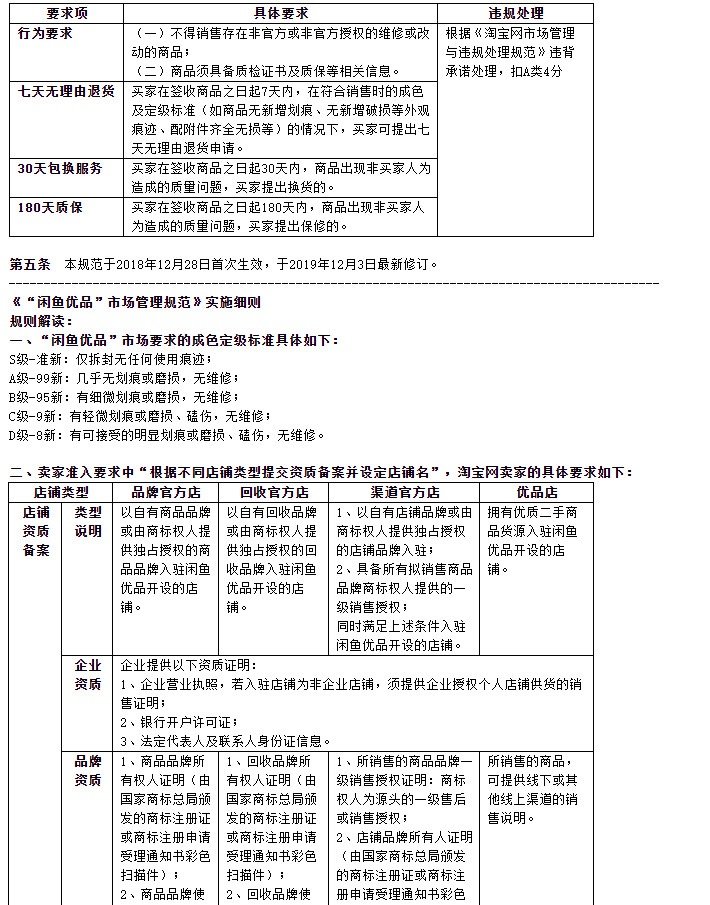 要求项 具体要求 违规处理
行为要求 （一）不得销售存在非官方或非官方授权的维修或改 根据《淘宝网市场管理
动的商品； 与违规处理规范》违背
（二）商品须具备质检证书及质保等相关信息。 承诺处理，扣A类4分
七天无理由退货 买家在签收商品之日起7天内，在符合销售时的成色
及定级标准（如商品无新增划痕、无新增破损等外观
痕迹、配附件齐全无损等）的情况下，买家可提出七
天无理由退货申请。
30天包换服务 买家在签收商品之日起30天内，商品出现非买家人为
造成的质量问题，买家提出换货的。
180天质保 买家在签收商品之日起180天内，商品出现非买家人
为造成的质量问题，买家提出保修的。
第五条 本规范于2018年12月28日首次生效，于2019年12月3日最新修订。
《“闲鱼优品”市场管理规范》实施细则
规则解读：
一、“闲鱼优品”市场要求的成色定级标准具体如下：
S级-准新：仅拆封无任何使用痕迹；
A级-99新：几乎无划痕或磨损，无维修；
B级-95新：有细微划痕或磨损，无维修；
C级-9新：有轻微划痕或磨损、磕伤，无维修；
D级-8新：有可接受的明显划痕或磨损、磕伤，无维修。
二、卖家准入要求中“根据不同店铺类型提交资质备案并设定店铺名”，淘宝网卖家的具体要求如下：
店铺类型 品牌官方店 回收官方店 渠道官方店 优品店
店铺 类型 以自有商品品牌 以自有回收品牌 1、以自有店铺品牌或由 拥有优质二手商
资质 说明 或由商标权人提 或由商标权人提 商标权人提供独占授权 品货源入驻闲鱼
备案 供独占授权的商 供独占授权的回 的店铺品牌入驻； 优品开设的店
品品牌入驻闲鱼 收品牌入驻闲鱼 2、具备所有拟销售商品 铺。
优品开设的店 优品开设的店 品牌商标权人提供的一
铺。 铺。 级销售授权；
同时满足上述条件入驻
闲鱼优品开设的店铺。
企业 企业提供以下资质证明：
资质 1、企业营业执照，若入驻店铺为非企业店铺，须提供企业授权个人店铺供货的销
售证明；
2、银行开户许可证；
3、法定代表人及联系人身份证信息。
品牌 1、商品品牌所 1、回收品牌所 1、所销售的商品品牌一 所销售的商品，
资质 有权人证明（由 有权人证明（由 级销售授权证明：商标 可提供线下或其
国家商标总局颁 国家商标总局颁 权人为源头的一级售后 他线上渠道的销
发的商标注册证 发的商标注册证 或销售授权； 售说明。
或商标注册申请 或商标注册申请 2、店铺品牌所有人证明
受理通知书彩色 受理通知书彩色 （由国家商标总局颁发
扫描件）； 扫描件）； 的商标注册证或商标注
2、商品品牌使 2、回收品牌使 册申请受理通知书彩色